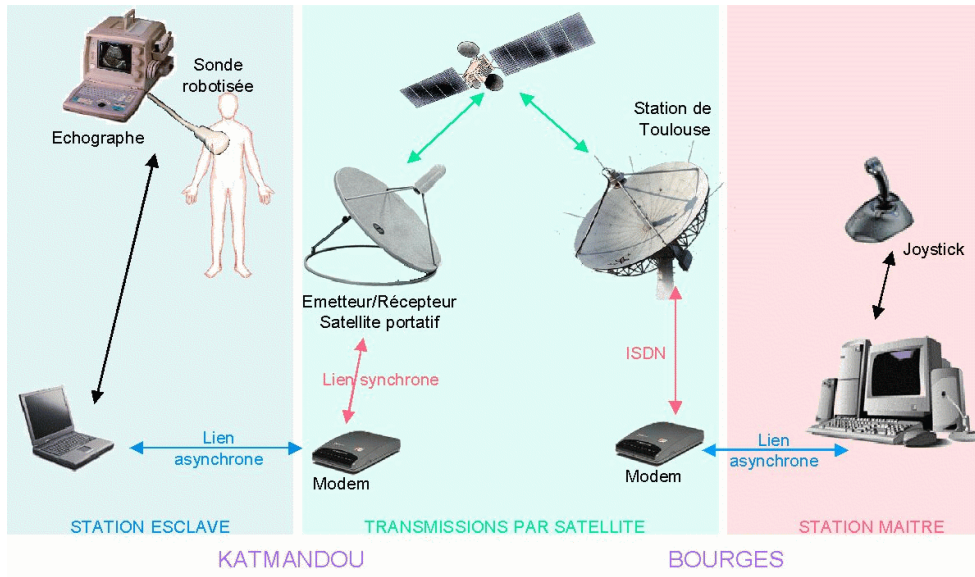 Sonde
robotisée
Echographe
Station de
Toulouse
Joystick
Emetteur/Récepteur
Satellite portatif
ISDN
Lien synchrone
Lien
asynchrone
Modem
Modem
Lien
asynchrone
STATION ESCLAVE
TRANSMISSIONS PAR SATELLITE
STATION MAITRE
KATMANDOU
BOURGES